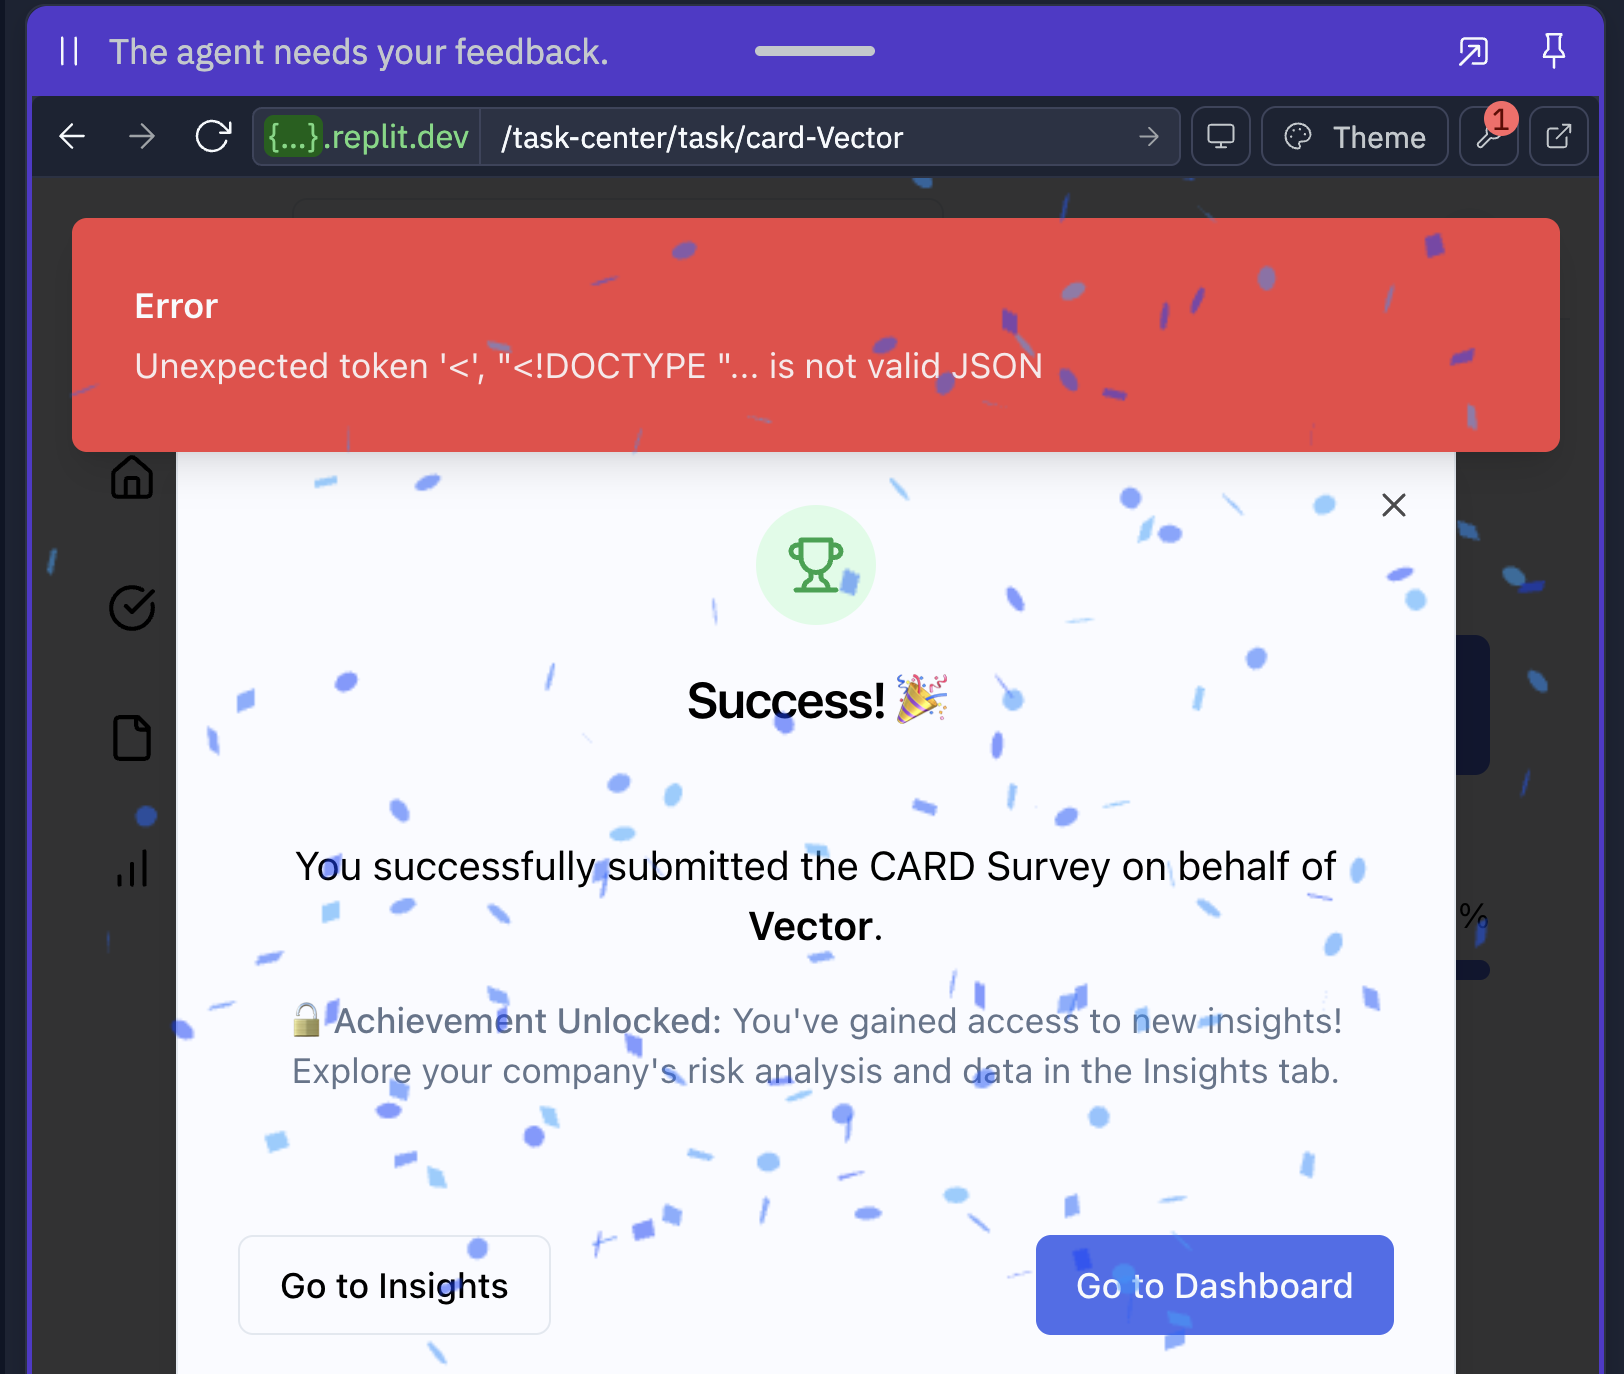 The agent needs your feedback.
{...}.replit.dev /task-center/task/card-Vector Theme 1
Error
Unexpected token '<', "<!DOCTYPE "... is not valid JSON
Success! 🎉
You successfully submitted the CARD Survey on behalf of
Vector.
🔓 Achievement Unlocked: You've gained access to new insights!
Explore your company's risk analysis and data in the Insights tab.
%
Go to Insights
Go to Dashboard